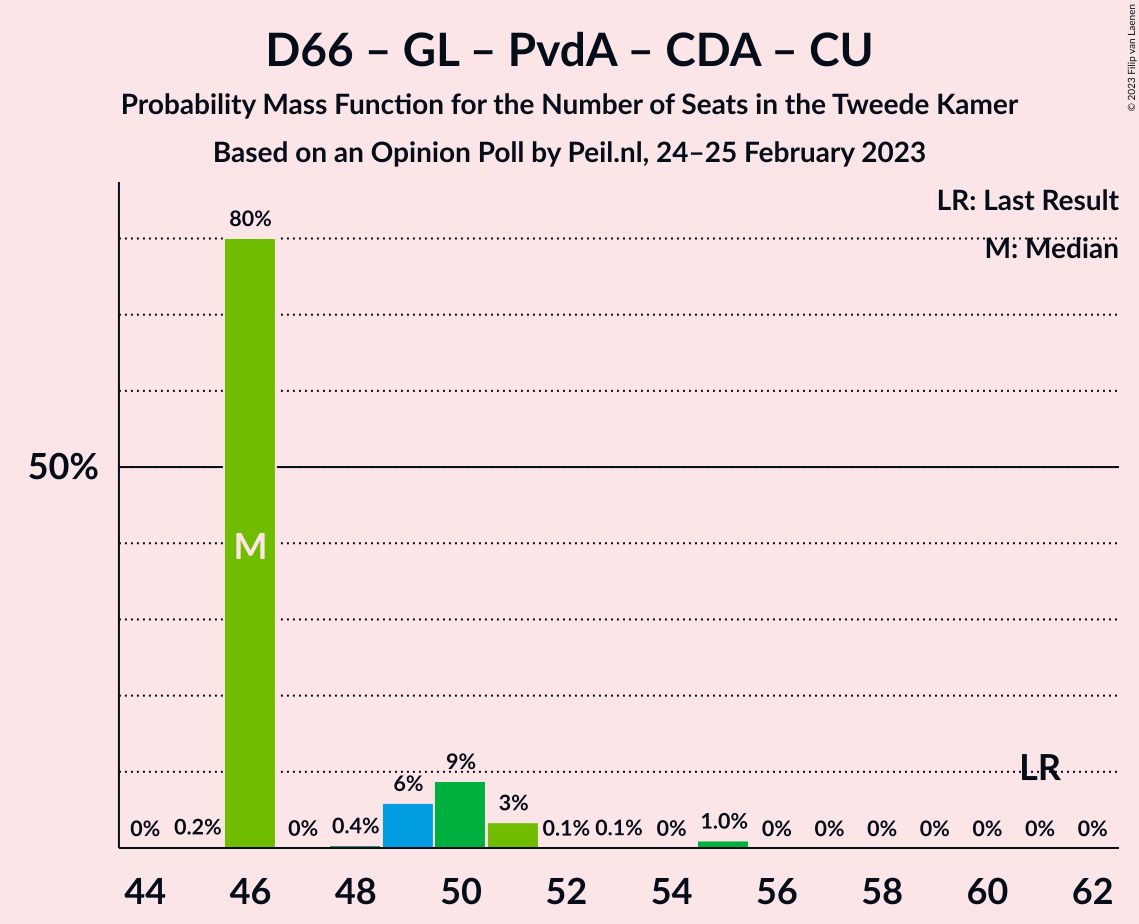 D66 – GL – PvdA – CDA – CU
Probability Mass Function for the Number of Seats in the Tweede Kamer
Based on an Opinion Poll by Peil.nl, 24–25 February 2023
© 2023 Filip van Laenen
LR: Last Result
M: Median
80%
50%
M
LR
0% 0.2% 0% 0.4% 6% 9% 3% 0.1% 0.1% 0% 1.0% 0% 0% 0% 0% 0% 0% 0%
44 46 48 50 52 54 56 58 60 62